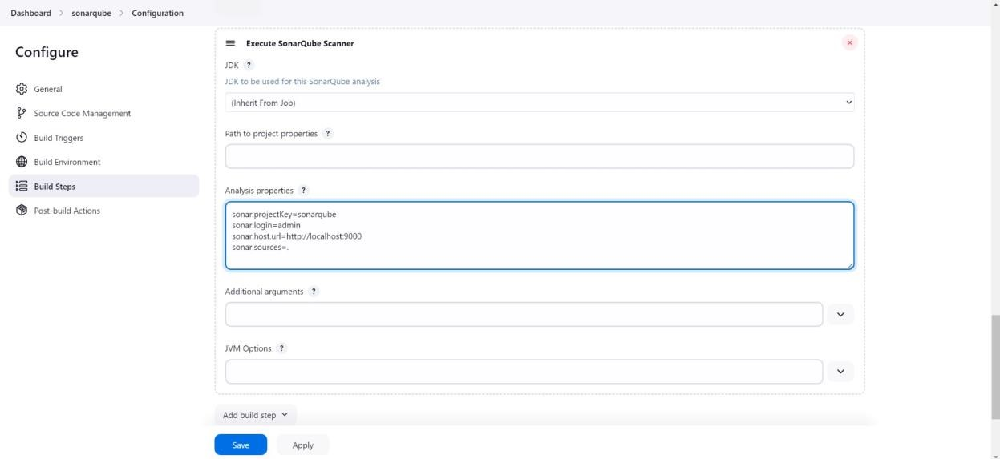 Dashboard > sonarqube > Configuration
Configure
General
Source Code Management
Build Triggers
Build Environment
Build Steps
Post-build Actions
Execute SonarQube Scanner
JDK ?
JDK to be used for this SonarQube analysis
(Inherit From Job)
Path to project properties ?
Analysis properties ?
sonar.projectKey=sonarqube
sonar.login=admin
sonar.host.url=http://localhost:9000
sonar.sources=.
Additional arguments ?
JVM Options ?
Add build step
Save Apply